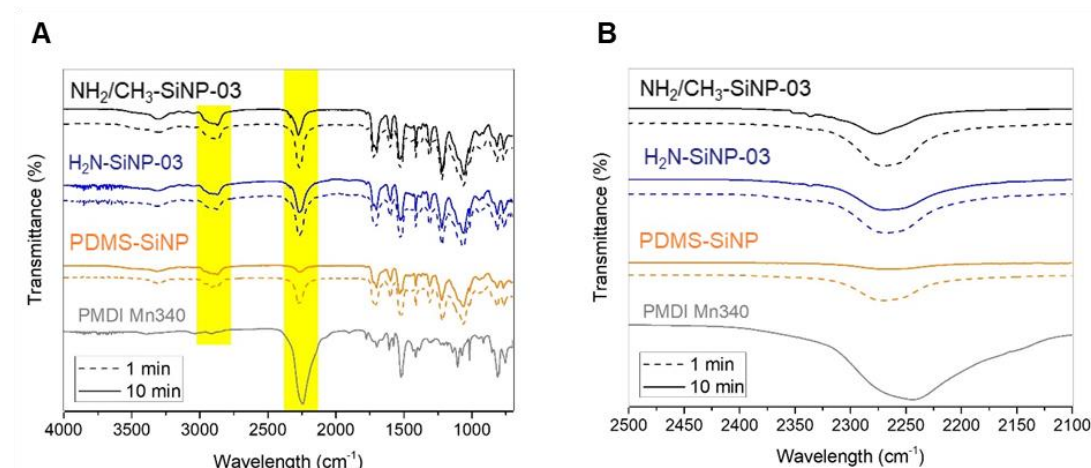 A
Transmittance (%)
NH₂/CH₃-SiNP-03
H₂N-SiNP-03
PDMS-SiNP
PMDI Mn340
1 min
10 min
4000 3500 3000 2500 2000 1500 1000
Wavelength (cm⁻¹)
B
Transmittance (%)
NH₂/CH₃-SiNP-03
H₂N-SiNP-03
PDMS-SiNP
PMDI Mn340
1 min
10 min
2500 2450 2400 2350 2300 2250 2200 2150 2100
Wavelength (cm⁻¹)